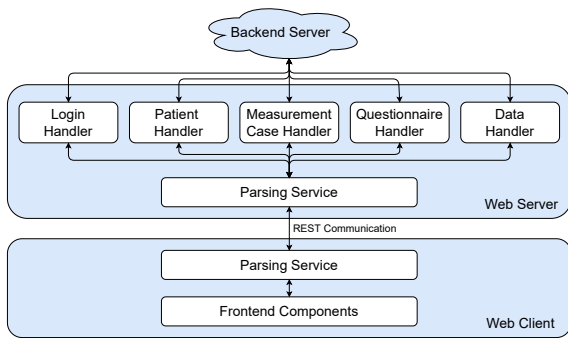 Backend Server
Login
Handler
Patient
Handler
Measurement
Case Handler
Questionnaire
Handler
Data
Handler
Parsing Service
Web Server
REST Communication
Parsing Service
Frontend Components
Web Client